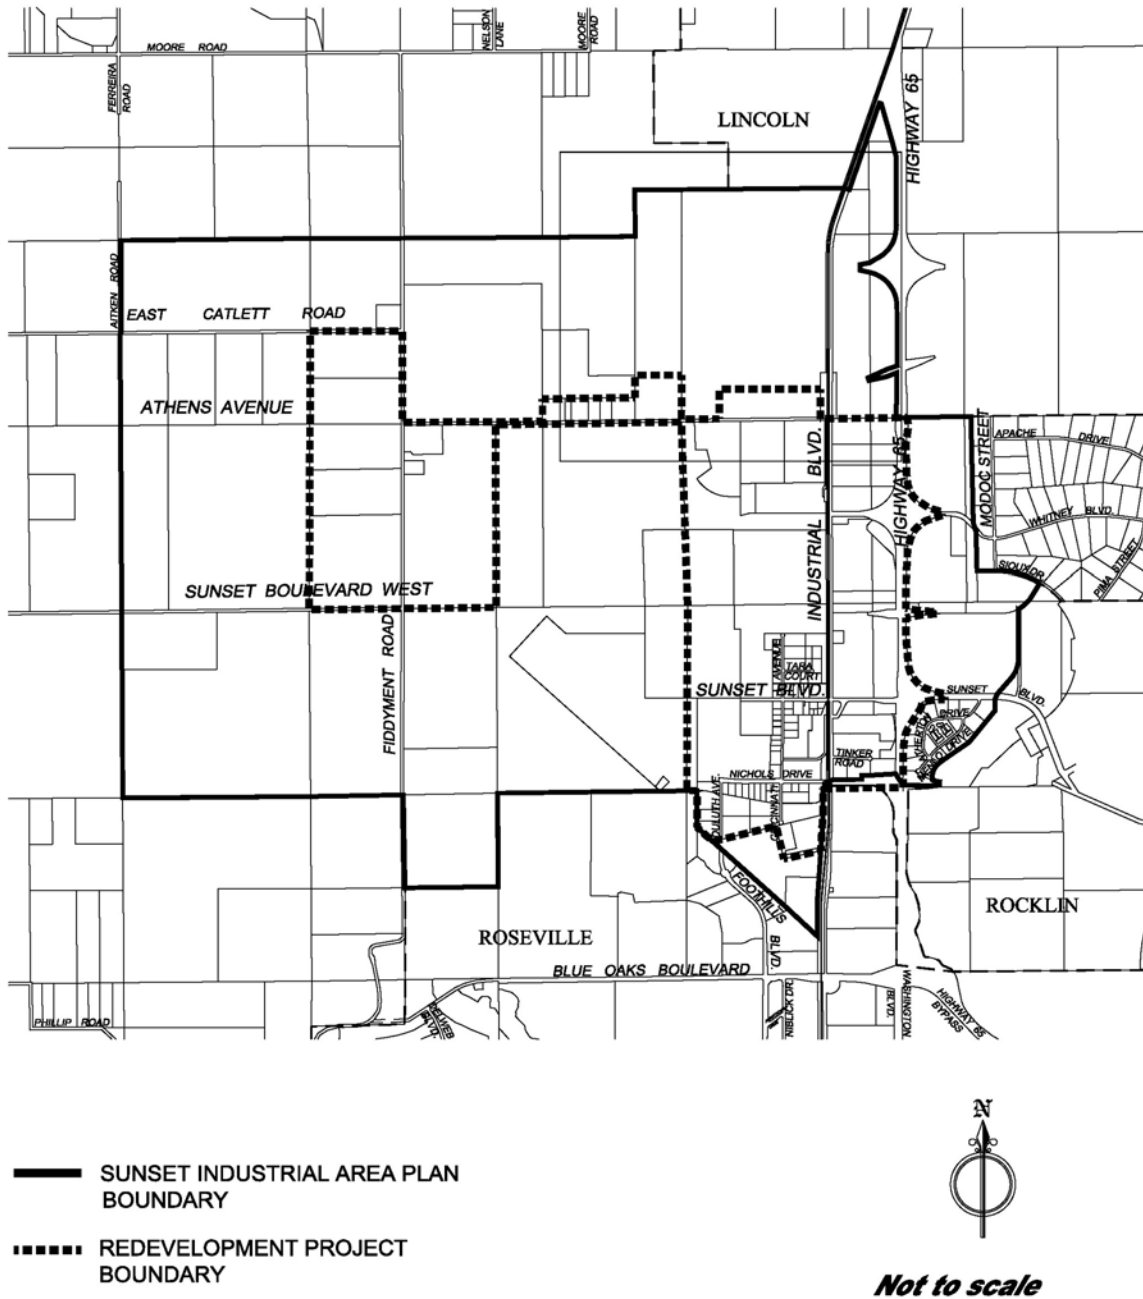 MOORE ROAD
NELSON LANE
MOORE ROAD
FERREIRA ROAD
HIGHWAY 65
LINCOLN
AITKEN ROAD
EAST CATLETT ROAD
ATHENS AVENUE
INDUSTRIAL BLVD.
HIGHWAY 65
MODOC STREET
APACHE DRIVE
WHITNEY BLVD.
SIOUX DR.
PIMA STREET
SUNSET BOULEVARD WEST
FIDDYMENT ROAD
AVENUE
TARA COURT
SUNSET BLVD.
SUNSET BLVD.
ATHERTON DRIVE
MENLO DRIVE
TINKER ROAD
NICHOLS DRIVE
DULUTH AVE.
CINCINNATI
FOOTHILLS BLVD.
ROCKLIN
ROSEVILLE
BLUE OAKS BOULEVARD
PHILLIP ROAD
DELWEBB BLVD.
NIBLICK DR.
WASHINGTON BLVD.
HIGHWAY 65 BYPASS
N
SUNSET INDUSTRIAL AREA PLAN
BOUNDARY
REDEVELOPMENT PROJECT
BOUNDARY
Not to scale